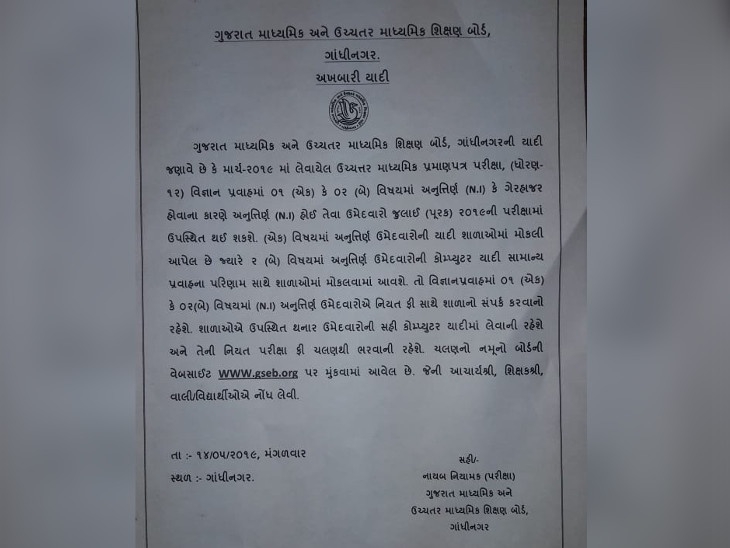 ગુજરાત માધ્યમિક અને ઉચ્ચતર માધ્યમિક શિક્ષણ બોર્ડ,
ગાંધીનગર.
અખબારી યાદી
ગુજરાત માધ્યમિક અને ઉચ્ચતર માધ્યમિક શિક્ષણ બોર્ડ, ગાંધીનગરની યાદી
જણાવે છે કે માર્ચ-૨૦૧૯ માં લેવાયેલ ઉચ્ચત્તર માધ્યમિક પ્રમાણપત્ર પરીક્ષા, (ધોરણ-
૧૨) વિજ્ઞાન પ્રવાહમાં ૦૧ (એક) કે ૦૨ (બે) વિષયમાં અનુત્તિર્ણ (N.I) કે ગેરહાજર
હોવાના કારણે અનુત્તિર્ણ (N.I) હોઈ તેવા ઉમેદવારો જુલાઈ (પૂરક) ૨૦૧૯ની પરીક્ષામાં
ઉપસ્થિત થઈ શકશે. (એક) વિષયમાં અનુત્તિર્ણ ઉમેદવારોની યાદી શાળાઓમાં મોકલી
આપેલ છે જ્યારે ૨ (બે) વિષયમાં અનુત્તિર્ણ ઉમેદવારોની કોમ્પ્યુટર યાદી સામાન્ય
પ્રવાહના પરિણામ સાથે શાળાઓમાં મોકલવામાં આવશે. તો વિજ્ઞાનપ્રવાહમાં ૦૧ (એક)
કે ૦૨(બે) વિષયમાં (N.I) અનુત્તિર્ણ ઉમેદવારોએ નિયત ફી સાથે શાળાનો સંપર્ક કરવાનો
રહેશે. શાળાઓએ ઉપસ્થિત થનાર ઉમેદવારોની સહી કોમ્પ્યુટર યાદીમાં લેવાની રહેશે
અને તેની નિયત પરીક્ષા ફી ચલણથી ભરવાની રહેશે. ચલણનો નમૂનો બોર્ડની
વેબસાઈટ WWW.gseb.org પર મુંકવામાં આવેલ છે. જેની આચાર્યશ્રી, શિક્ષકશ્રી,
વાલી/વિદ્યાર્થીઓએ નોંધ લેવી.
તા :- ૧૪/૦૫/૨૦૧૯, મંગળવાર
સ્થળ :- ગાંધીનગર.
સહી/-
નાયબ નિયામક (પરીક્ષા)
ગુજરાત માધ્યમિક અને
ઉચ્ચતર માધ્યમિક શિક્ષણ બોર્ડ,
ગાંધીનગર